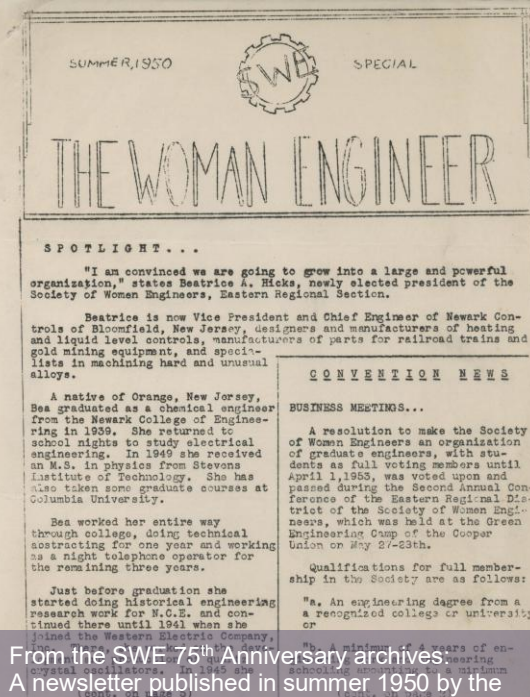 SUMMER, 1950
SWE
SPECIAL
THE WOMAN ENGINEER
SPOTLIGHT...
"I am convinced we are going to grow into a large and powerful
organization," states Beatrice A. Hicks, newly elected president of the
Society of Women Engineers, Eastern Regional Section.
Beatrice is now Vice President and Chief Engineer of Newark Con-
trols of Bloomfield, New Jersey, designers and manufacturers of heating
and liquid level controls, manufacturers of parts for railroad trains and
gold mining equipment, and specia-
lists in machining hard and unusual
alloys.
A native of Orange, New Jersey,
Bea graduated as a chemical engineer
from the Newark College of Enginee-
ring in 1939. She returned to
school nights to study electrical
engineering. In 1949 she received
an M.S. in physics from Stevens
Institute of Technology. She has
also taken some graduate courses at
Columbia University.
Bea worked her entire way
through college, doing technical
abstracting for one year and working
as a night telephone operator for
the remaining three years.
Just before graduation she
started doing historical engineering
research work for N.C.E. and con-
tinued there until 1941 when she
joined the Western Electric Company,
crystal oscillators. In 1945 she
CONVENTION NEWS
BUSINESS MEETINGS...
A resolution to make the Society
of Women Engineers an organization
of graduate engineers, with stu-
dents as full voting members until
April 1,1953, was voted upon and
passed during the Second Annual Con-
ference of the Eastern Regional Dis-
trict of the Society of Women Engi-
neers, which was held at the Green
Engineering Camp of the Cooper
Union on May 27-28th.
Qualifications for full member-
ship in the Society are as follows:
"a. An engineering degree from a
a recognized college or university
or
"b. A minimum of 4 years of en-
From the SWE 75th Anniversary archives:
A newsletter published in summer 1950 by the